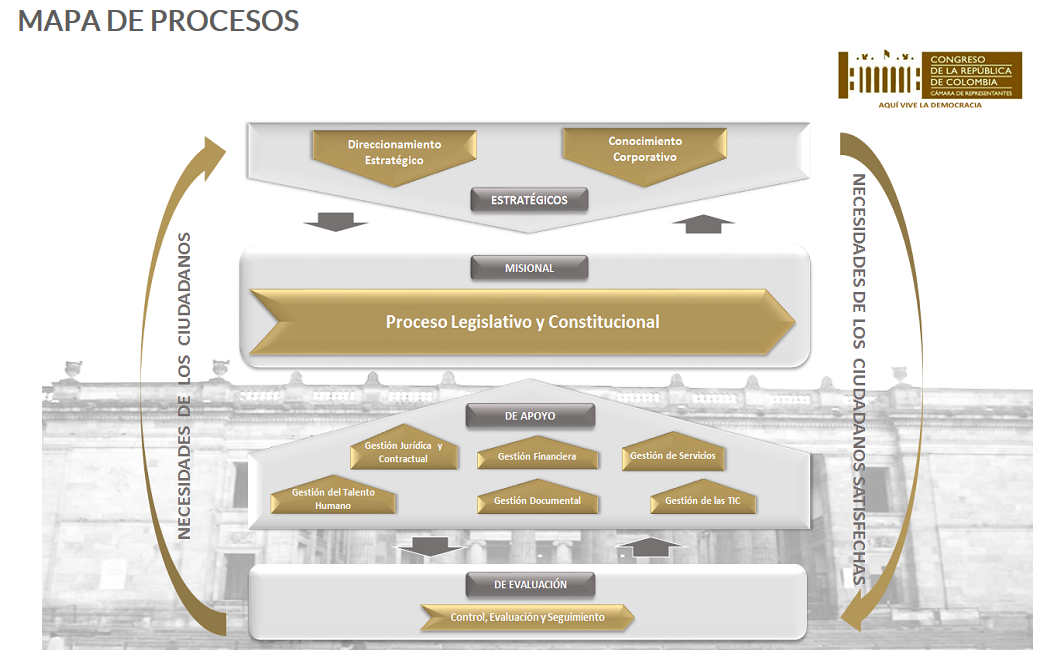 MAPA DE PROCESOS
CONGRESO
DE LA REPÚBLICA
DE COLOMBIA
CÁMARA DE REPRESENTANTES
AQUÍ VIVE LA DEMOCRACIA
Direccionamiento
Estratégico
Conocimiento
Corporativo
ESTRATÉGICOS
MISIONAL
Proceso Legislativo y Constitucional
NECESIDADES DE LOS CIUDADANOS
NECESIDADES DE LOS CIUDADANOS SATISFECHAS
DE APOYO
Gestión Jurídica y
Contractual
Gestión Financiera
Gestión de Servicios
Gestión del Talento
Humano
Gestión Documental
Gestión de las TIC
DE EVALUACIÓN
Control, Evaluación y Seguimiento